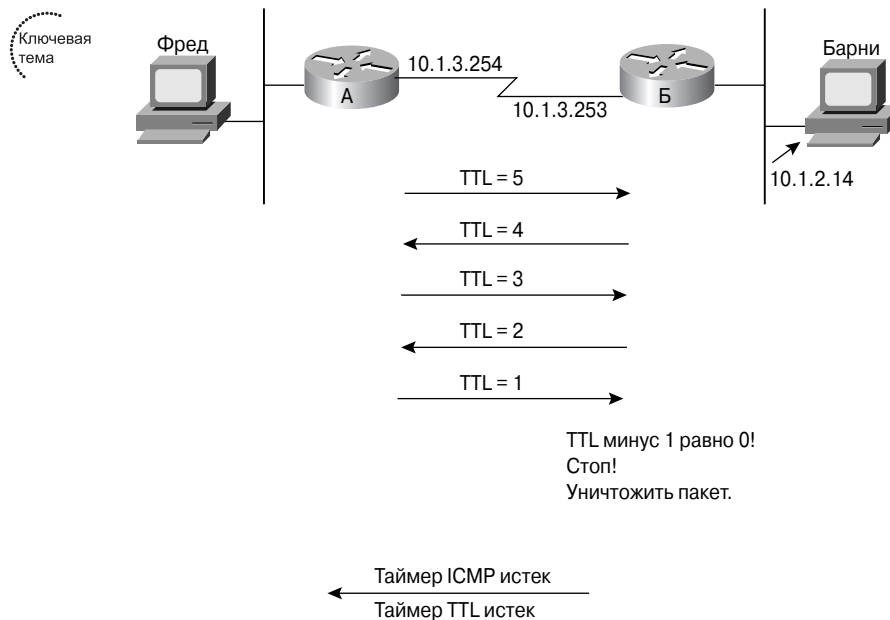 Ключевая
тема
Фред
А
10.1.3.254
10.1.3.253
Б
Барни
10.1.2.14
TTL = 5
TTL = 4
TTL = 3
TTL = 2
TTL = 1
TTL минус 1 равно 0!
Стоп!
Уничтожить пакет.
Таймер ICMP истек
Таймер TTL истек